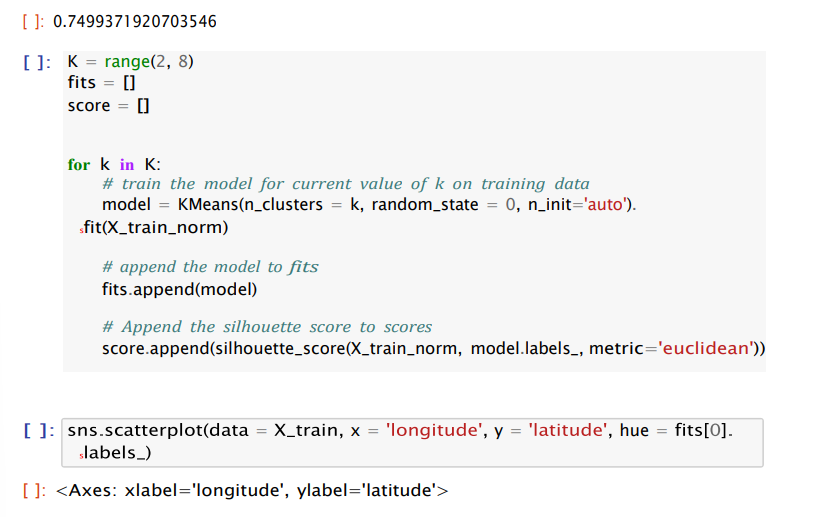 [ ]: 0.7499371920703546
[ ]: K = range(2, 8)
fits = []
score = []
for k in K:
# train the model for current value of k on training data
model = KMeans(n_clusters = k, random_state = 0, n_init='auto').
sfit(X_train_norm)
# append the model to fits
fits.append(model)
# Append the silhouette score to scores
score.append(silhouette_score(X_train_norm, model.labels_, metric='euclidean'))
[ ]: sns.scatterplot(data = X_train, x = 'longitude', y = 'latitude', hue = fits[0].
slabels_)
[ ]: <Axes: xlabel='longitude', ylabel='latitude'>